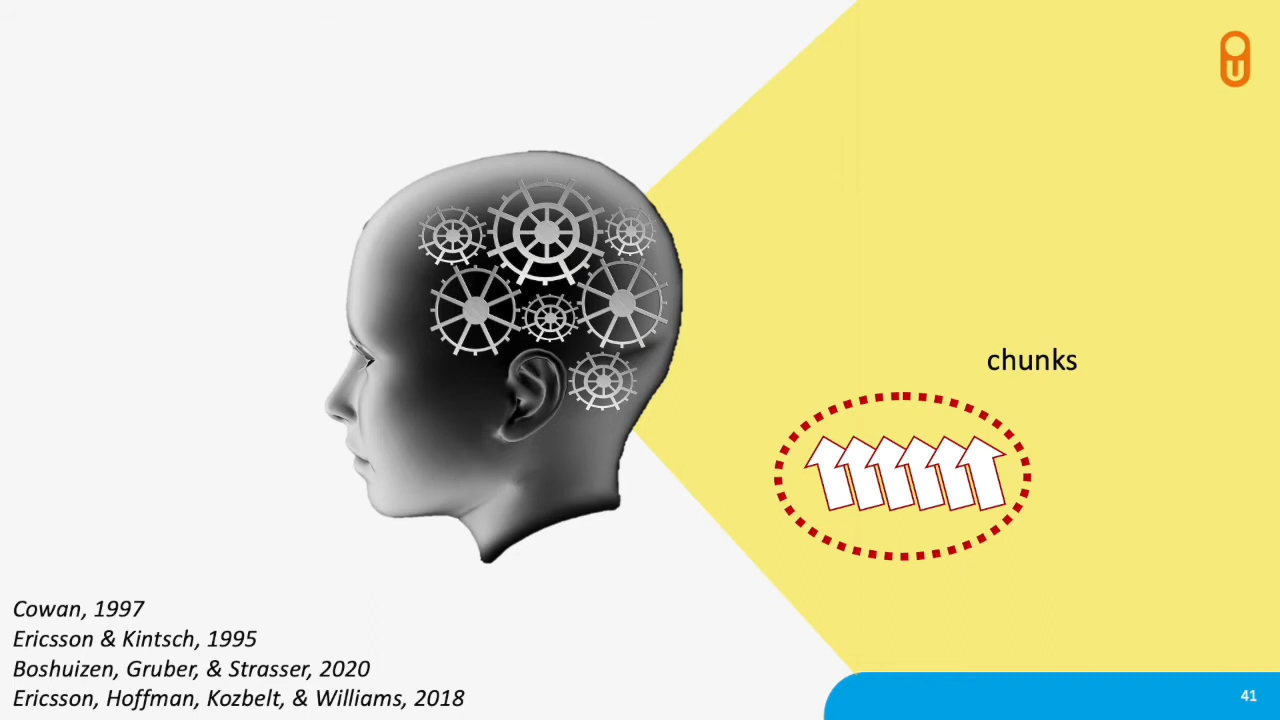 U
chunks
Cowan, 1997
Ericsson & Kintsch, 1995
Boshuizen, Gruber, & Strasser, 2020
Ericsson, Hoffman, Kozbelt, & Williams, 2018
41